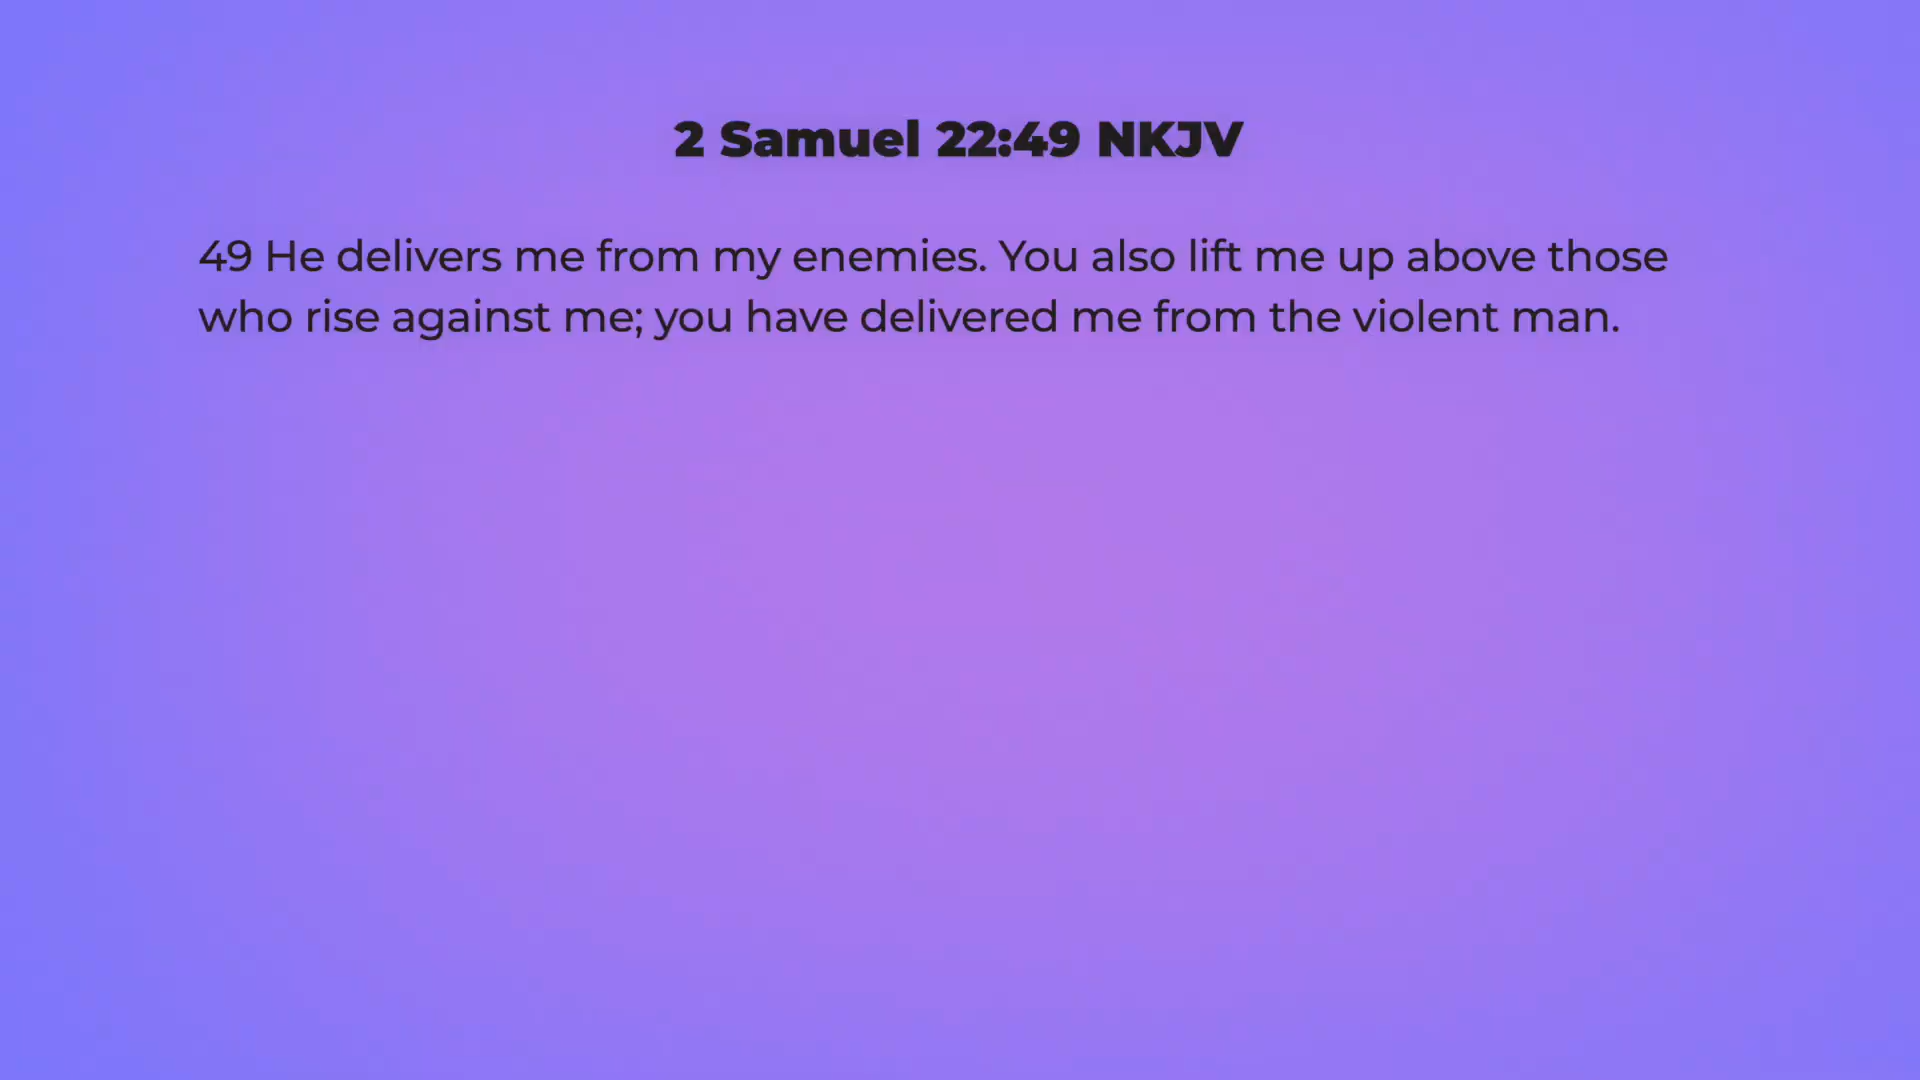 2 Samuel 22:49 NKJV
49 He delivers me from my enemies. You also lift me up above those
who rise against me; you have delivered me from the violent man.